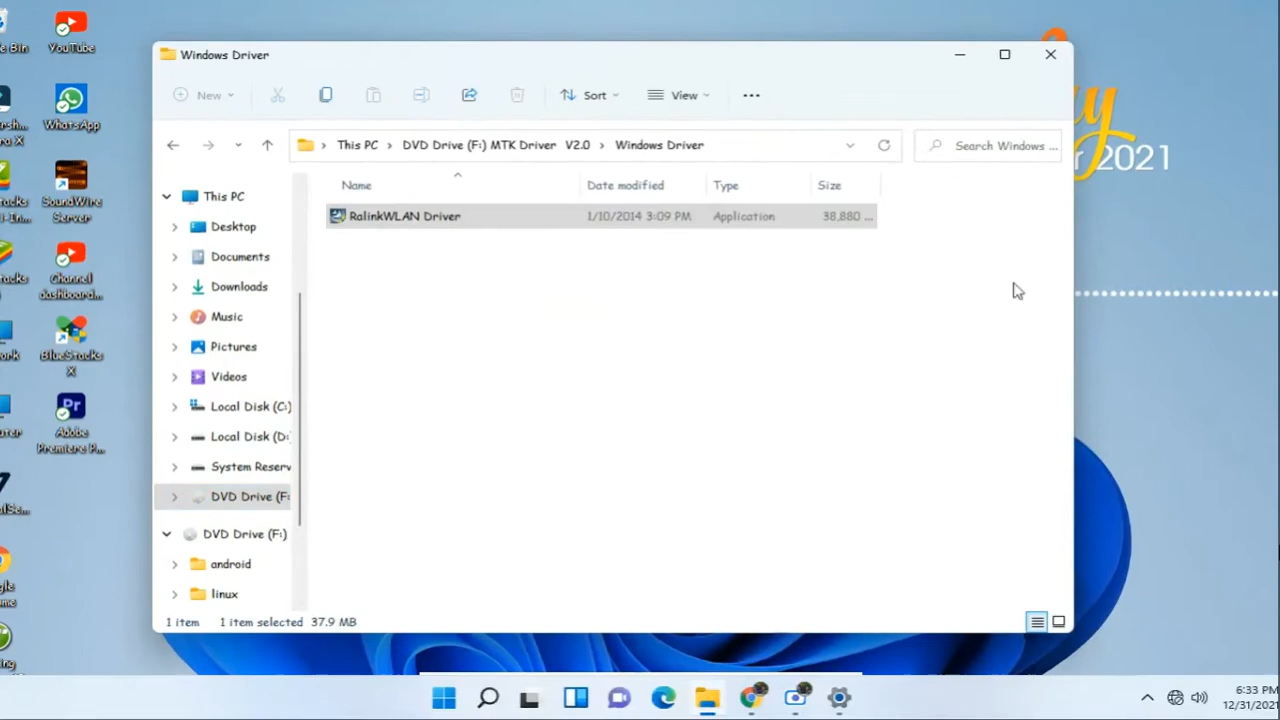 Windows Driver
New
Sort
View
This PC > DVD Drive (F:) MTK Driver V2.0 > Windows Driver
Search Windows ...
Name
Date modified
Type
Size
RalinkWLAN Driver
1/10/2014 3:09 PM
Application
38,880 ...
This PC
Desktop
Documents
Downloads
Music
Pictures
Videos
Local Disk (C:)
Local Disk (D:
System Reserv
DVD Drive (F:
DVD Drive (F:)
android
linux
1 item
1 item selected 37.9 MB
e Bin
YouTube
WhatsApp
SoundWire
Server
Channel
dashboard...
BlueStacks
X
Adobe
Premiere P...
2021
6:33 PM
12/31/2021